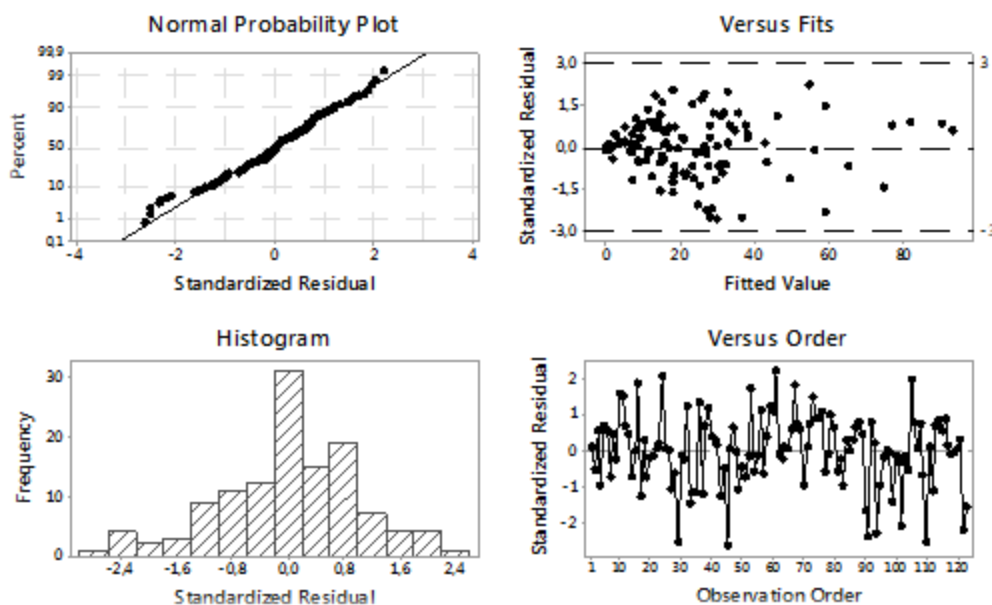 Normal Probability Plot
99,9
99
90
50
10
1
0,1
Percent
-4 -2 0 2 4
Standardized Residual
Versus Fits
3,0
1,5
0,0
-1,5
-3,0
3
-3
Standardized Residual
0 20 40 60 80
Fitted Value
Histogram
30
20
10
0
Frequency
-2,4 -1,6 -0,8 0,0 0,8 1,6 2,4
Standardized Residual
Versus Order
2
1
0
-1
-2
Standardized Residual
1 10 20 30 40 50 60 70 80 90 100 110 120
Observation Order